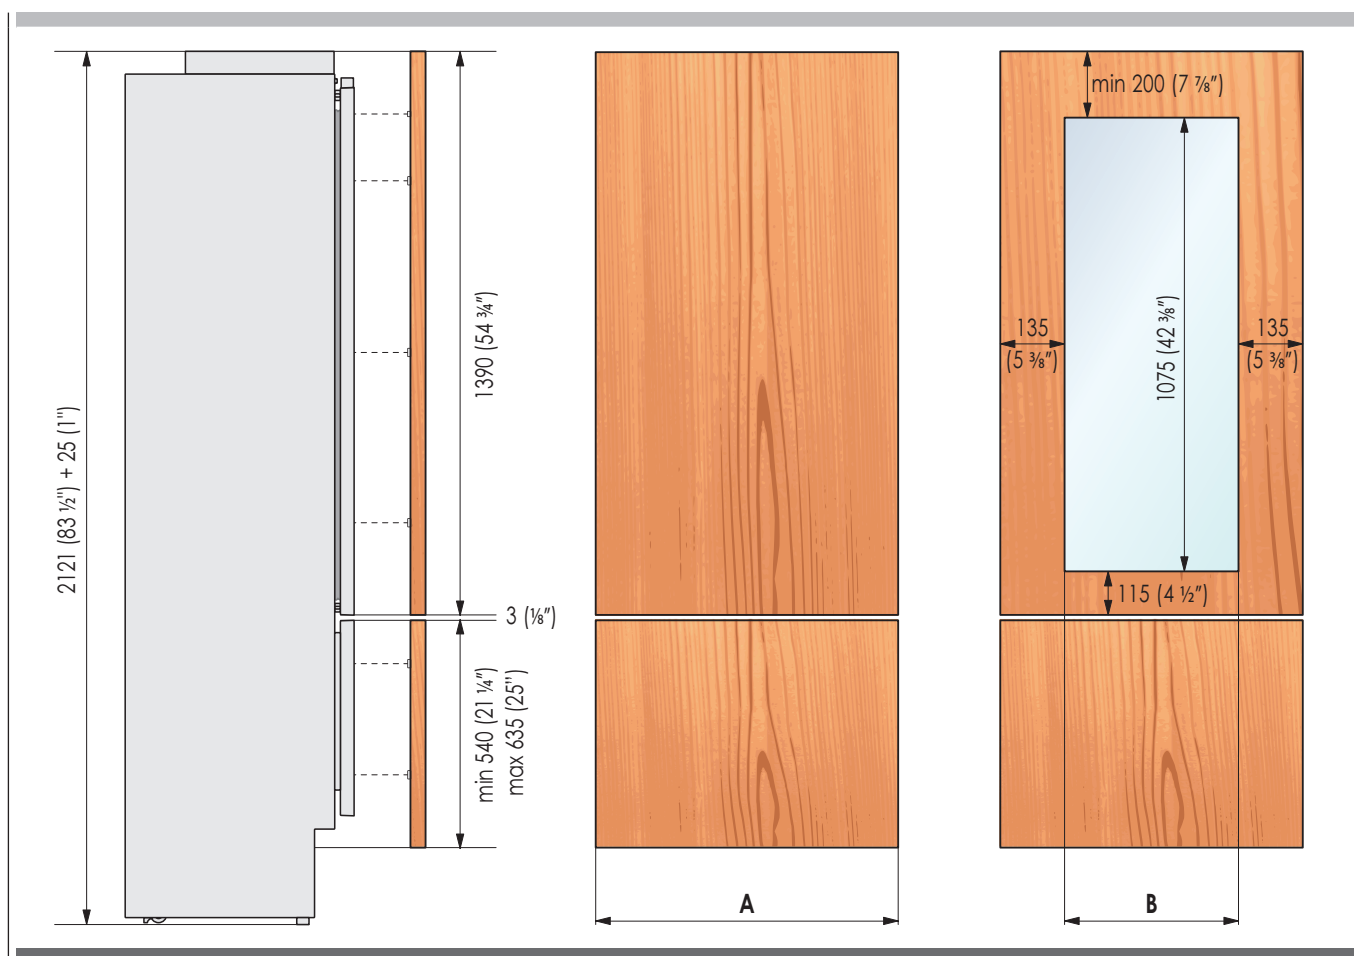 2121 (83 ½") + 25 (1")
1390 (54 ¾")
3 (⅛")
min 540 (21 ¼")
max 635 (25")
A
min 200 (7 ⅞")
135
(5 ⅜")
1075 (42 ⅜")
135
(5 ⅜")
115 (4 ½")
B